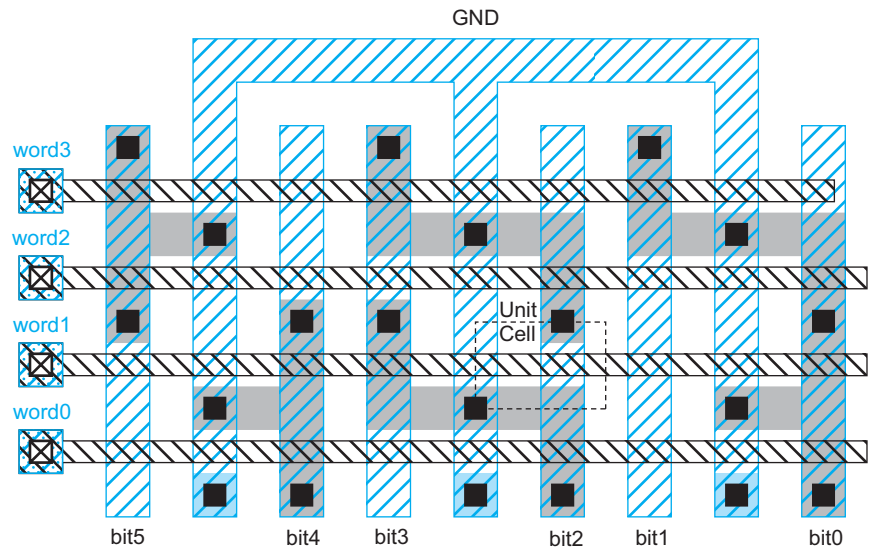 GND
word3
word2
Unit
Cell
word1
word0
bit5
bit4
bit3
bit2
bit1
bit0